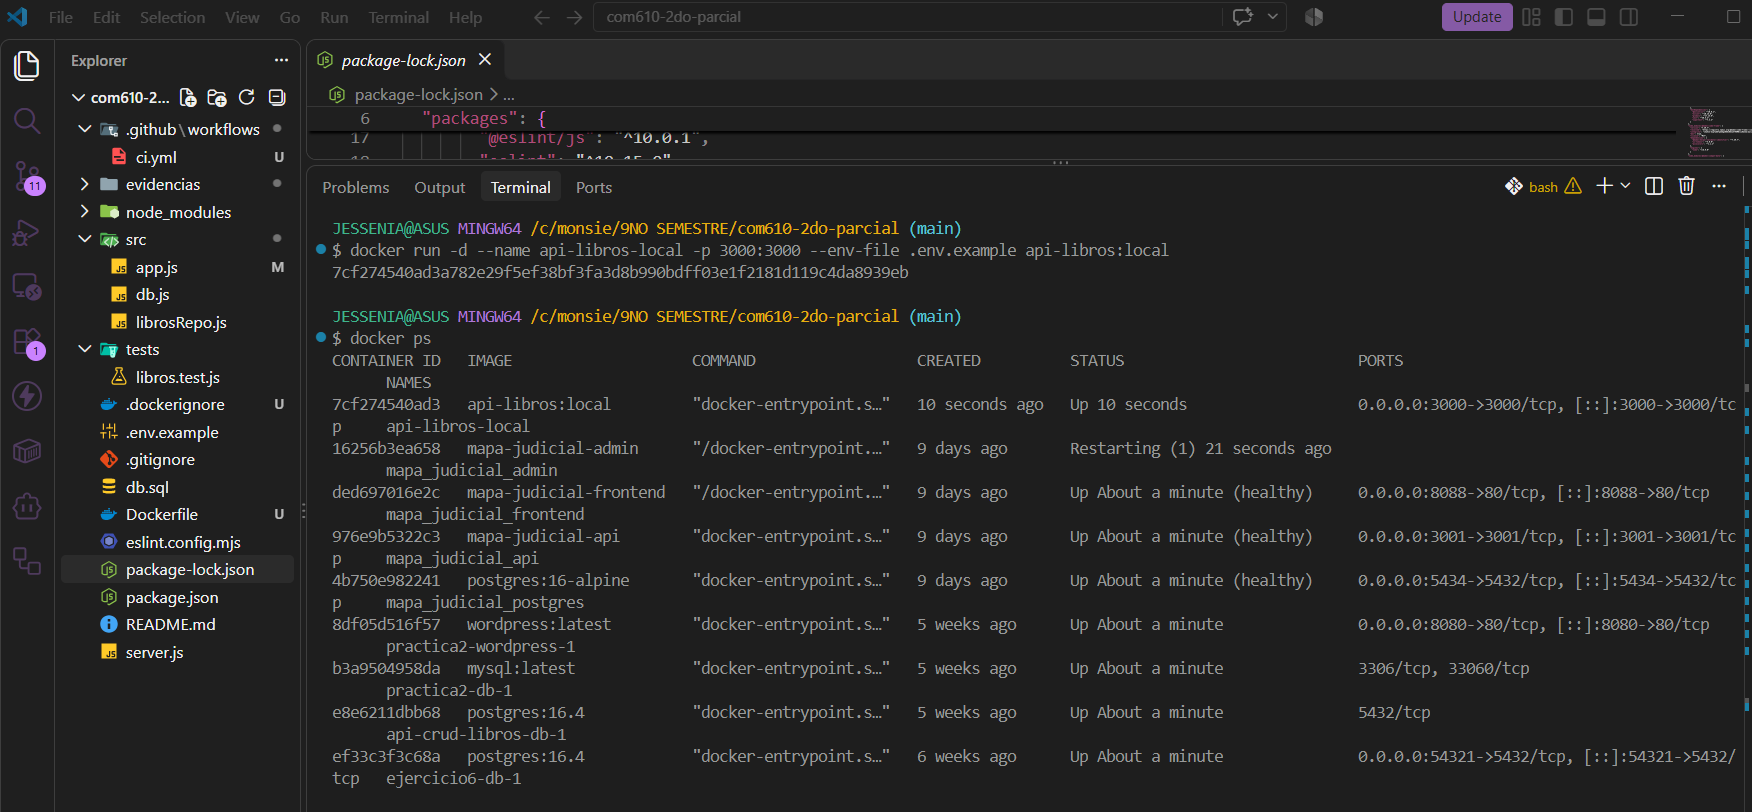 File Edit Selection View Go Run Terminal Help
com610-2do-parcial
Update
Explorer
package-lock.json
com610-2...
package-lock.json > ...
.github\workflows
6 "packages": {
17 "@eslint/js": "^10.0.1",
ci.yml U
evidencias
node_modules
src
app.js M
db.js
librosRepo.js
tests
libros.test.js
.dockerignore U
.env.example
.gitignore
db.sql
Dockerfile U
eslint.config.mjs
package-lock.json
package.json
README.md
server.js
11
1
Problems Output Terminal Ports
bash
JESSENIA@ASUS MINGW64 /c/monsie/9NO SEMESTRE/com610-2do-parcial (main)
$ docker run -d --name api-libros-local -p 3000:3000 --env-file .env.example api-libros:local
7cf274540ad3a782e29f5ef38bf3fa3d8b990bdff03e1f2181d119c4da8939eb
JESSENIA@ASUS MINGW64 /c/monsie/9NO SEMESTRE/com610-2do-parcial (main)
$ docker ps
CONTAINER ID IMAGE COMMAND CREATED STATUS PORTS
NAMES
7cf274540ad3 api-libros:local "docker-entrypoint.s…" 10 seconds ago Up 10 seconds 0.0.0.0:3000->3000/tcp, [::]:3000->3000/tc
p api-libros-local
16256b3ea658 mapa-judicial-admin "/docker-entrypoint.…" 9 days ago Restarting (1) 21 seconds ago
mapa_judicial_admin
ded697016e2c mapa-judicial-frontend "/docker-entrypoint.…" 9 days ago Up About a minute (healthy) 0.0.0.0:8088->80/tcp, [::]:8088->80/tcp
mapa_judicial_frontend
976e9b5322c3 mapa-judicial-api "docker-entrypoint.s…" 9 days ago Up About a minute (healthy) 0.0.0.0:3001->3001/tcp, [::]:3001->3001/tc
p mapa_judicial_api
4b750e982241 postgres:16-alpine "docker-entrypoint.s…" 9 days ago Up About a minute (healthy) 0.0.0.0:5434->5432/tcp, [::]:5434->5432/tc
p mapa_judicial_postgres
8df05d516f57 wordpress:latest "docker-entrypoint.s…" 5 weeks ago Up About a minute 0.0.0.0:8080->80/tcp, [::]:8080->80/tcp
practica2-wordpress-1
b3a9504958da mysql:latest "docker-entrypoint.s…" 5 weeks ago Up About a minute 3306/tcp, 33060/tcp
practica2-db-1
e8e6211dbb68 postgres:16.4 "docker-entrypoint.s…" 5 weeks ago Up About a minute 5432/tcp
api-crud-libros-db-1
ef33c3f3c68a postgres:16.4 "docker-entrypoint.s…" 6 weeks ago Up About a minute 0.0.0.0:54321->5432/tcp, [::]:54321->5432/
tcp ejercicio6-db-1